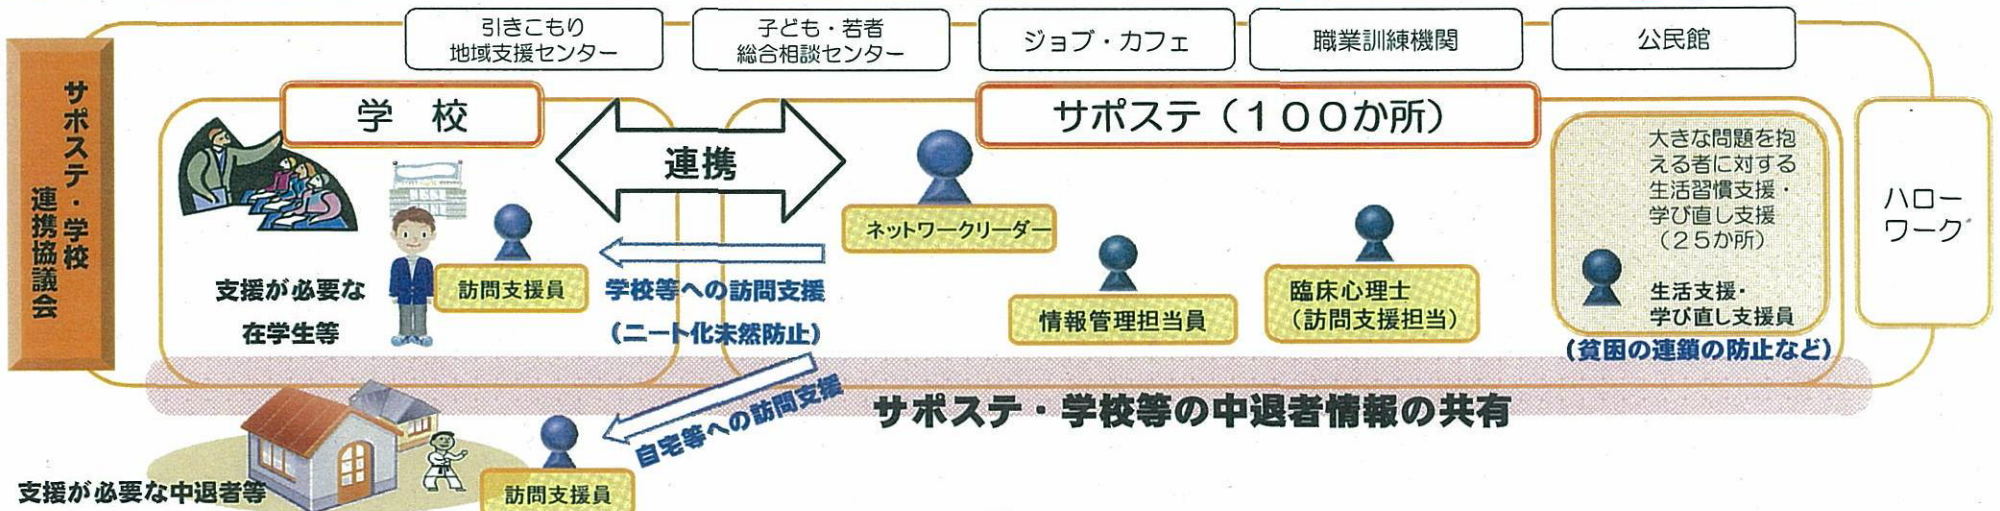 引きこもり
地域支援センター
子ども・若者
総合相談センター
ジョブ・カフェ
職業訓練機関
公民館
サポステ・学校
連携協議会
学　校
連携
サポステ（１００か所）
ハロー
ワーク
支援が必要な
在学生等
訪問支援員
学校等への訪問支援
（ニート化未然防止）
ネットワークリーダー
情報管理担当員
臨床心理士
（訪問支援担当）
大きな問題を抱
える者に対する
生活習慣支援・
学び直し支援
（２５か所）
生活支援・
学び直し支援員
（貧困の連鎖の防止など）
自宅等への訪問支援
サポステ・学校等の中退者情報の共有
支援が必要な中退者等
訪問支援員